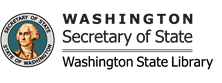 SECRETARY OF STATE
STATE OF WASHINGTON
WASHINGTON
Secretary of State
Washington State Library